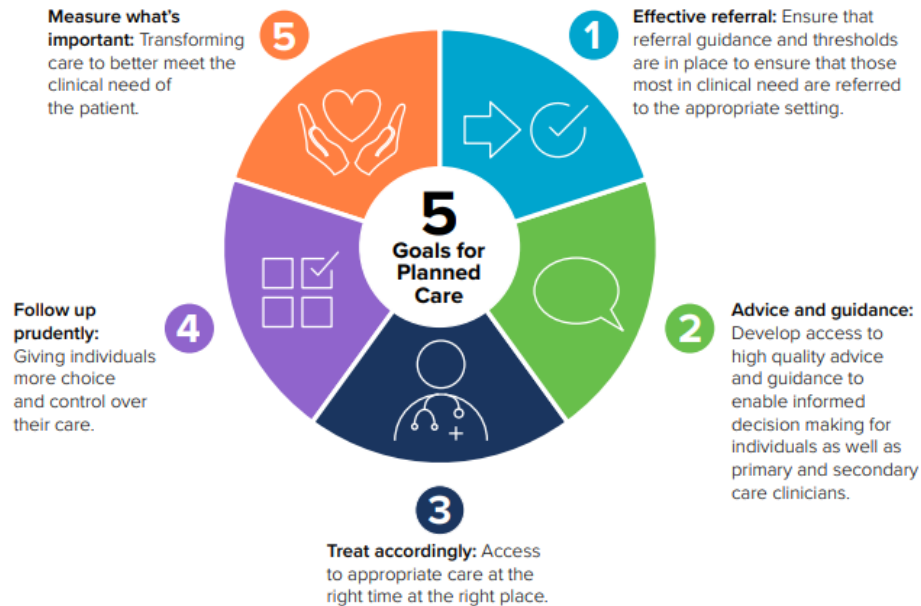 5
Goals for
Planned
Care
1
Effective referral: Ensure that
referral guidance and thresholds
are in place to ensure that those
most in clinical need are referred
to the appropriate setting.
2
Advice and guidance:
Develop access to
high quality advice
and guidance to
enable informed
decision making for
individuals as well as
primary and secondary
care clinicians.
3
Treat accordingly: Access
to appropriate care at the
right time at the right place.
4
Follow up
prudently:
Giving individuals
more choice
and control over
their care.
5
Measure what's
important: Transforming
care to better meet the
clinical need of
the patient.